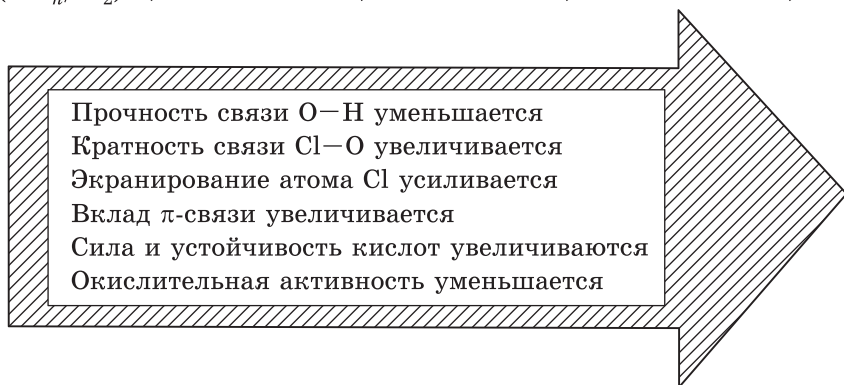 Прочность связи О—Н уменьшается
Кратность связи Cl—O увеличивается
Экранирование атома Cl усиливается
Вклад π-связи увеличивается
Сила и устойчивость кислот увеличиваются
Окислительная активность уменьшается